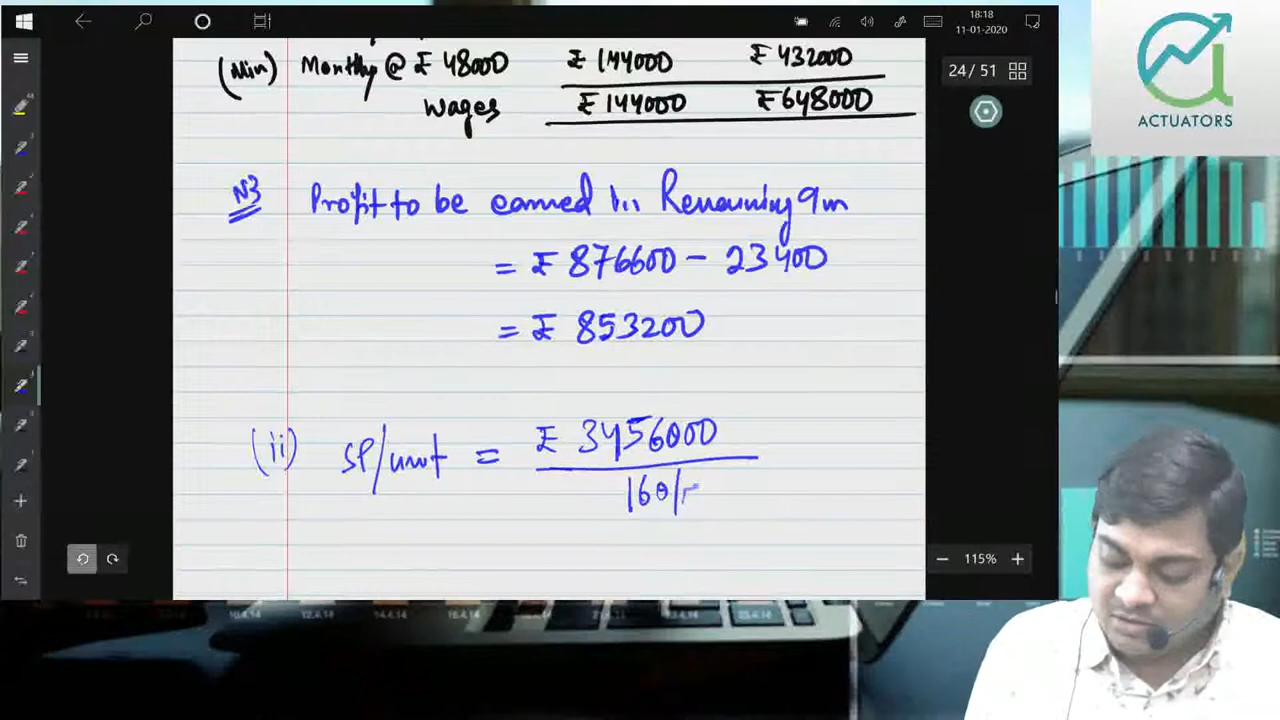 18:18
11-01-2020
24 / 51
ACTUATORS
(Min) Monthly @ ₹ 48000 ₹ 144000 ₹ 432000
Wages ₹ 144000 ₹ 648000
N3 Profit to be earned in Remaining 9m
= ₹ 876600 - 23400
= ₹ 853200
(ii) SP/unit = ₹ 3456000
115%